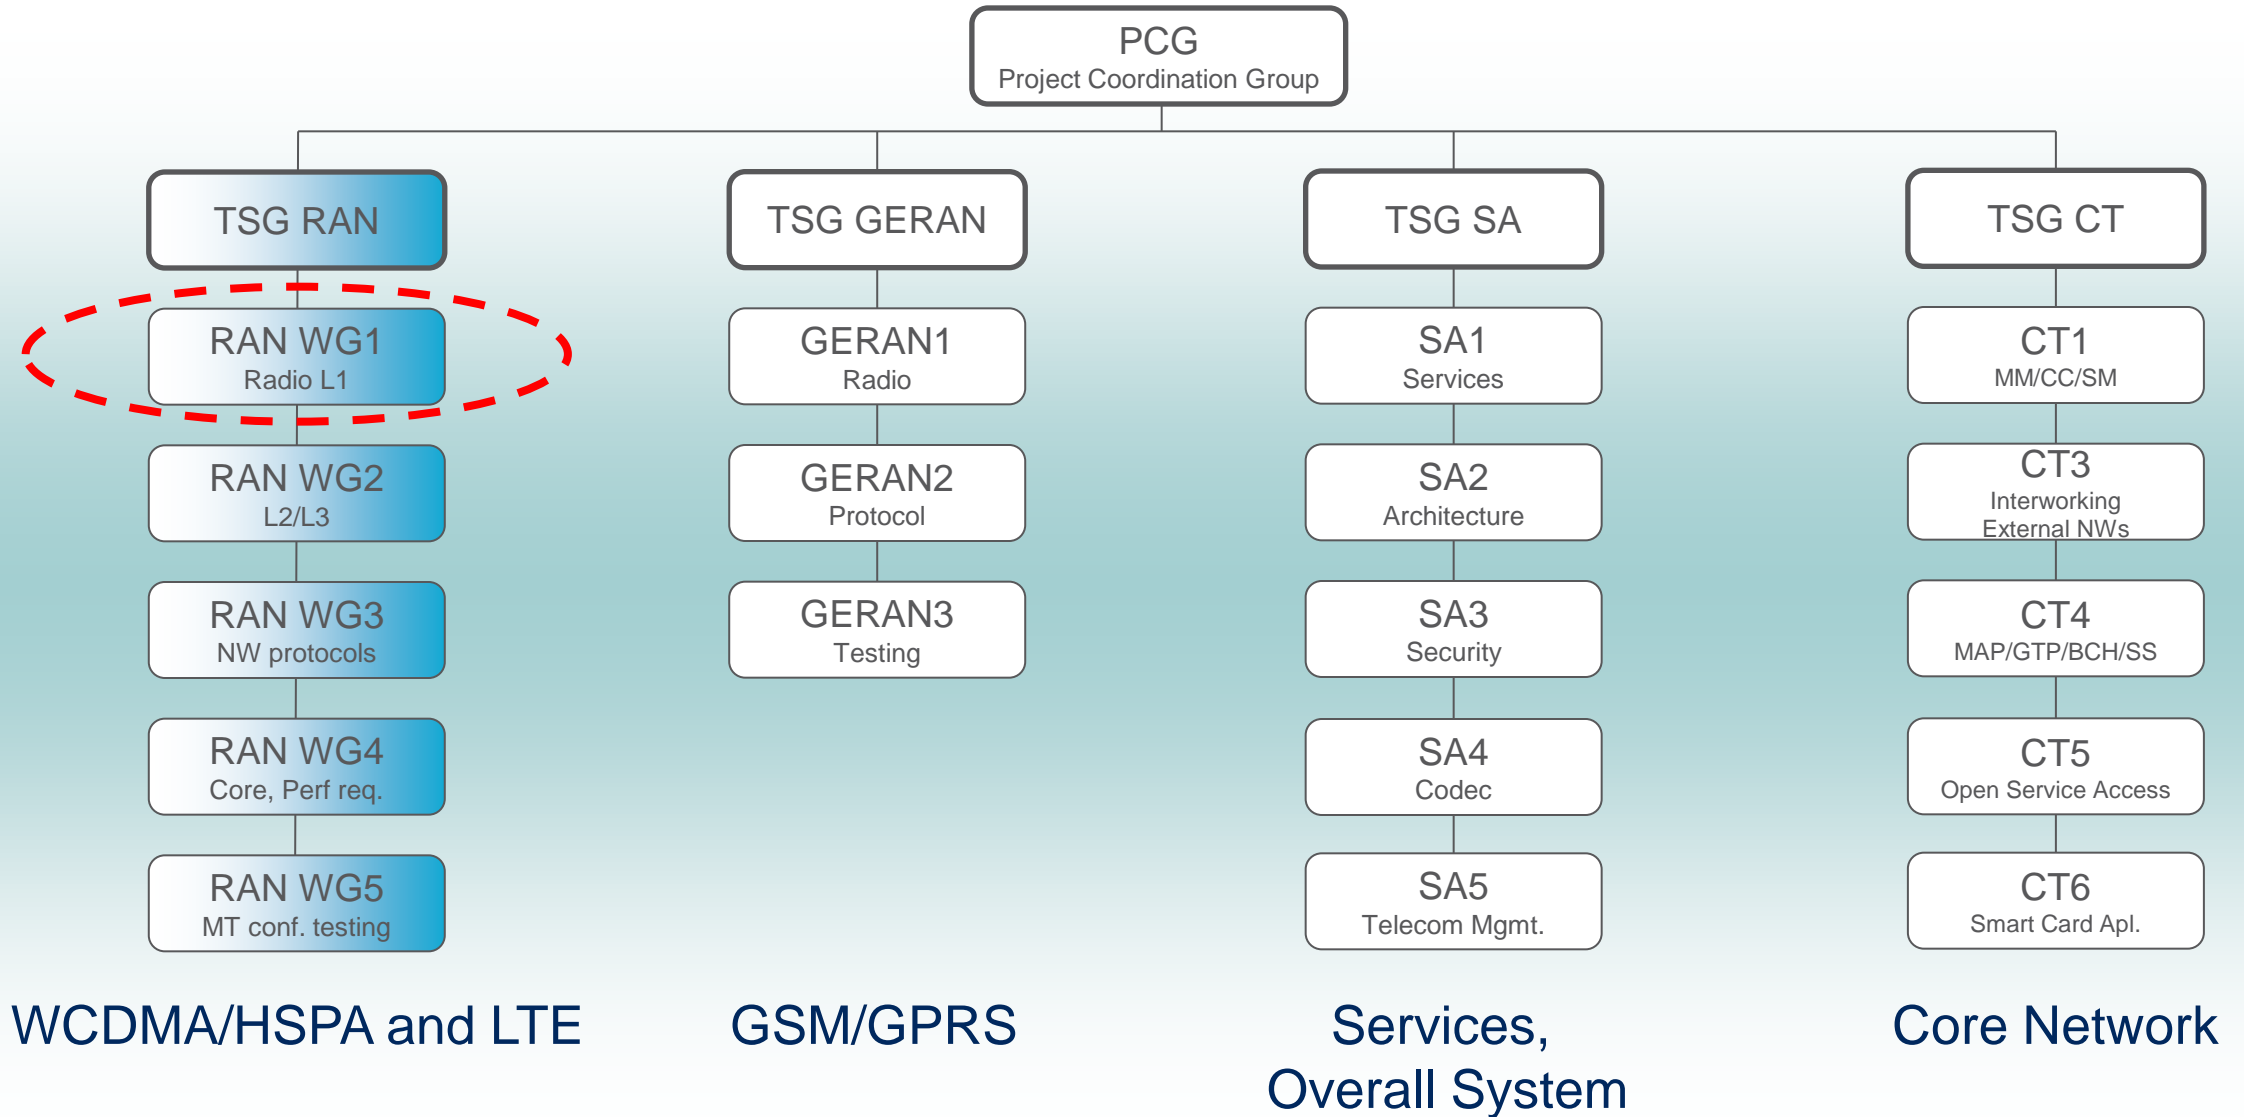 PCG
Project Coordination Group
TSG RAN
RAN WG1
Radio L1
RAN WG2
L2/L3
RAN WG3
NW protocols
RAN WG4
Core, Perf req.
RAN WG5
MT conf. testing
WCDMA/HSPA and LTE
TSG GERAN
GERAN1
Radio
GERAN2
Protocol
GERAN3
Testing
GSM/GPRS
TSG SA
SA1
Services
SA2
Architecture
SA3
Security
SA4
Codec
SA5
Telecom Mgmt.
Services,
Overall System
TSG CT
CT1
MM/CC/SM
CT3
Interworking
External NWs
CT4
MAP/GTP/BCH/SS
CT5
Open Service Access
CT6
Smart Card Apl.
Core Network